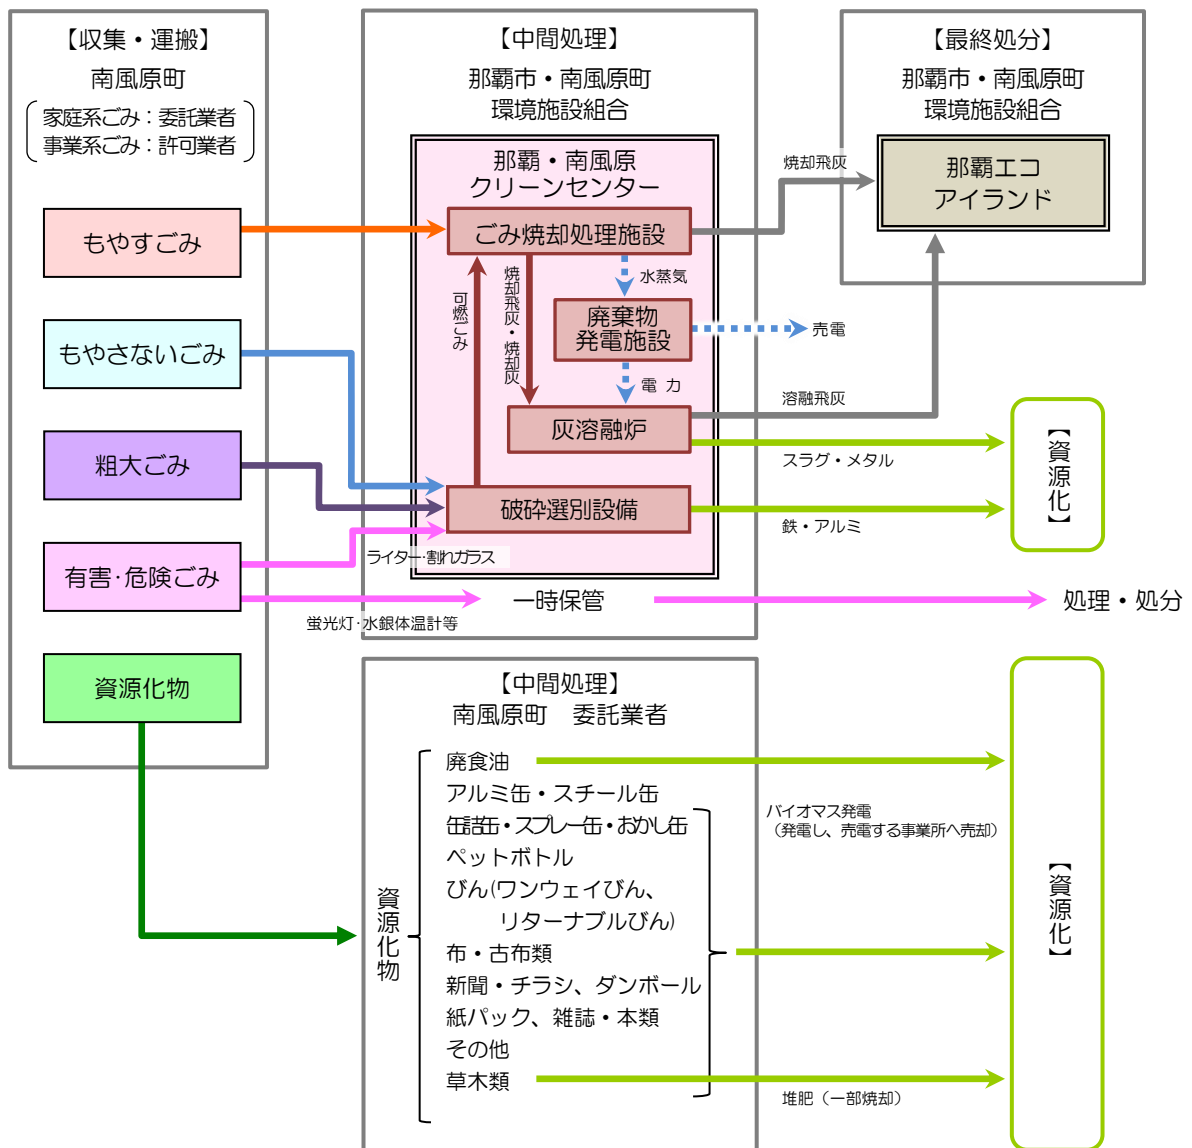 【収集・運搬】
南風原町
家庭系ごみ：委託業者
事業系ごみ：許可業者
もやすごみ
もやさないごみ
粗大ごみ
有害・危険ごみ
資源化物
【中間処理】
那覇市・南風原町
環境施設組合
那覇・南風原
クリーンセンター
ごみ焼却処理施設
可燃ごみ
焼却飛灰・焼却灰
水蒸気
廃棄物
発電施設
売電
電 力
灰溶融炉
破砕選別設備
ライター・割れガラス
蛍光灯・水銀体温計等
一時保管
処理・処分
【最終処分】
那覇市・南風原町
環境施設組合
焼却飛灰
那覇エコ
アイランド
溶融飛灰
スラグ・メタル
鉄・アルミ
【資源化】
【中間処理】
南風原町　委託業者
資源化物
廃食油
アルミ缶・スチール缶
缶詰缶・スプレー缶・おかし缶
ペットボトル
びん(ワンウェイびん、
リターナブルびん)
布・古布類
新聞・チラシ、ダンボール
紙パック、雑誌・本類
その他
草木類
バイオマス発電
（発電し、売電する事業所へ売却）
堆肥（一部焼却）
【資源化】